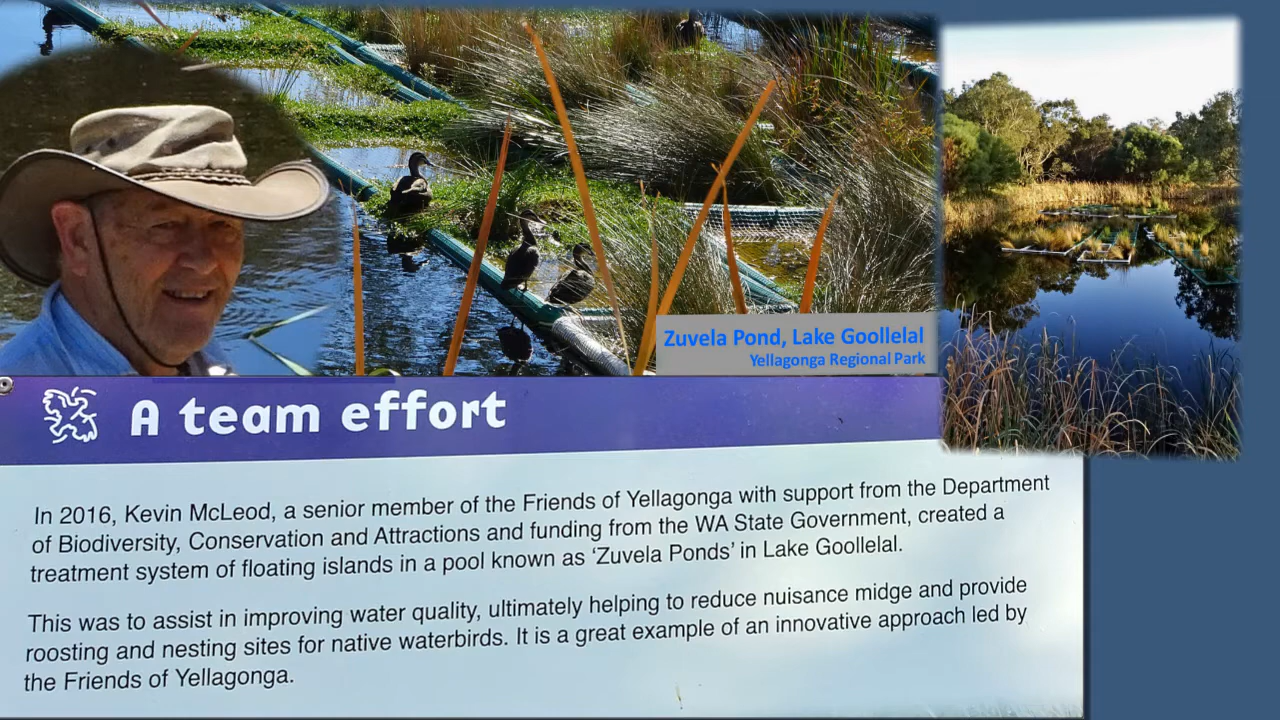 Zuvela Pond, Lake Goollelal
Yellagonga Regional Park
A team effort
In 2016, Kevin McLeod, a senior member of the Friends of Yellagonga with support from the Department
of Biodiversity, Conservation and Attractions and funding from the WA State Government, created a
treatment system of floating islands in a pool known as ‘Zuvela Ponds’ in Lake Goollelal.
This was to assist in improving water quality, ultimately helping to reduce nuisance midge and provide
roosting and nesting sites for native waterbirds. It is a great example of an innovative approach led by
the Friends of Yellagonga.